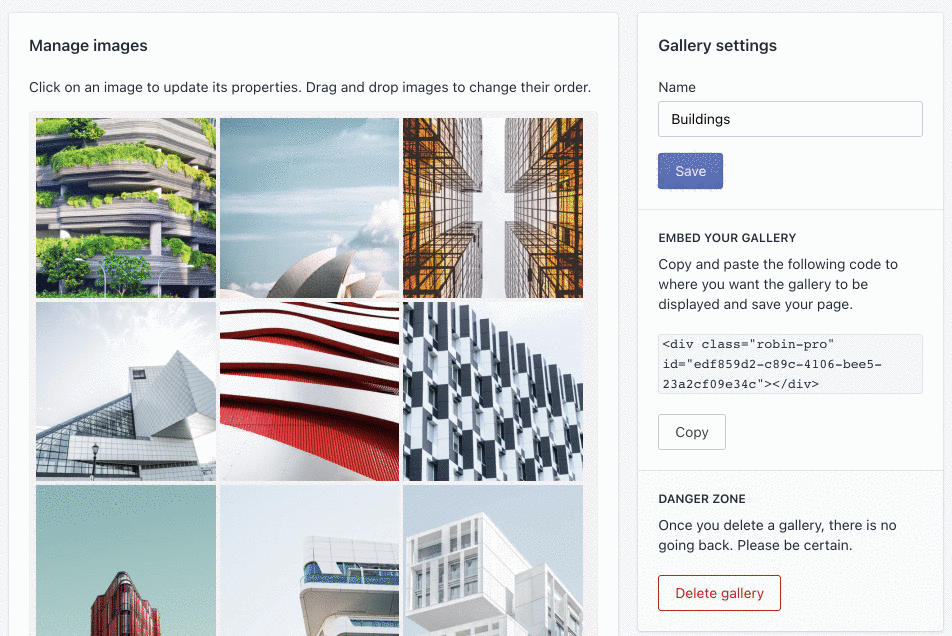 Manage images
Click on an image to update its properties. Drag and drop images to change their order.
Gallery settings
Name
Buildings
Save
EMBED YOUR GALLERY
Copy and paste the following code to
where you want the gallery to be
displayed and save your page.
<div class="robin-pro"
id="edf859d2-c89c-4106-bee5-
23a2cf09e34c"></div>
Copy
DANGER ZONE
Once you delete a gallery, there is no
going back. Please be certain.
Delete gallery